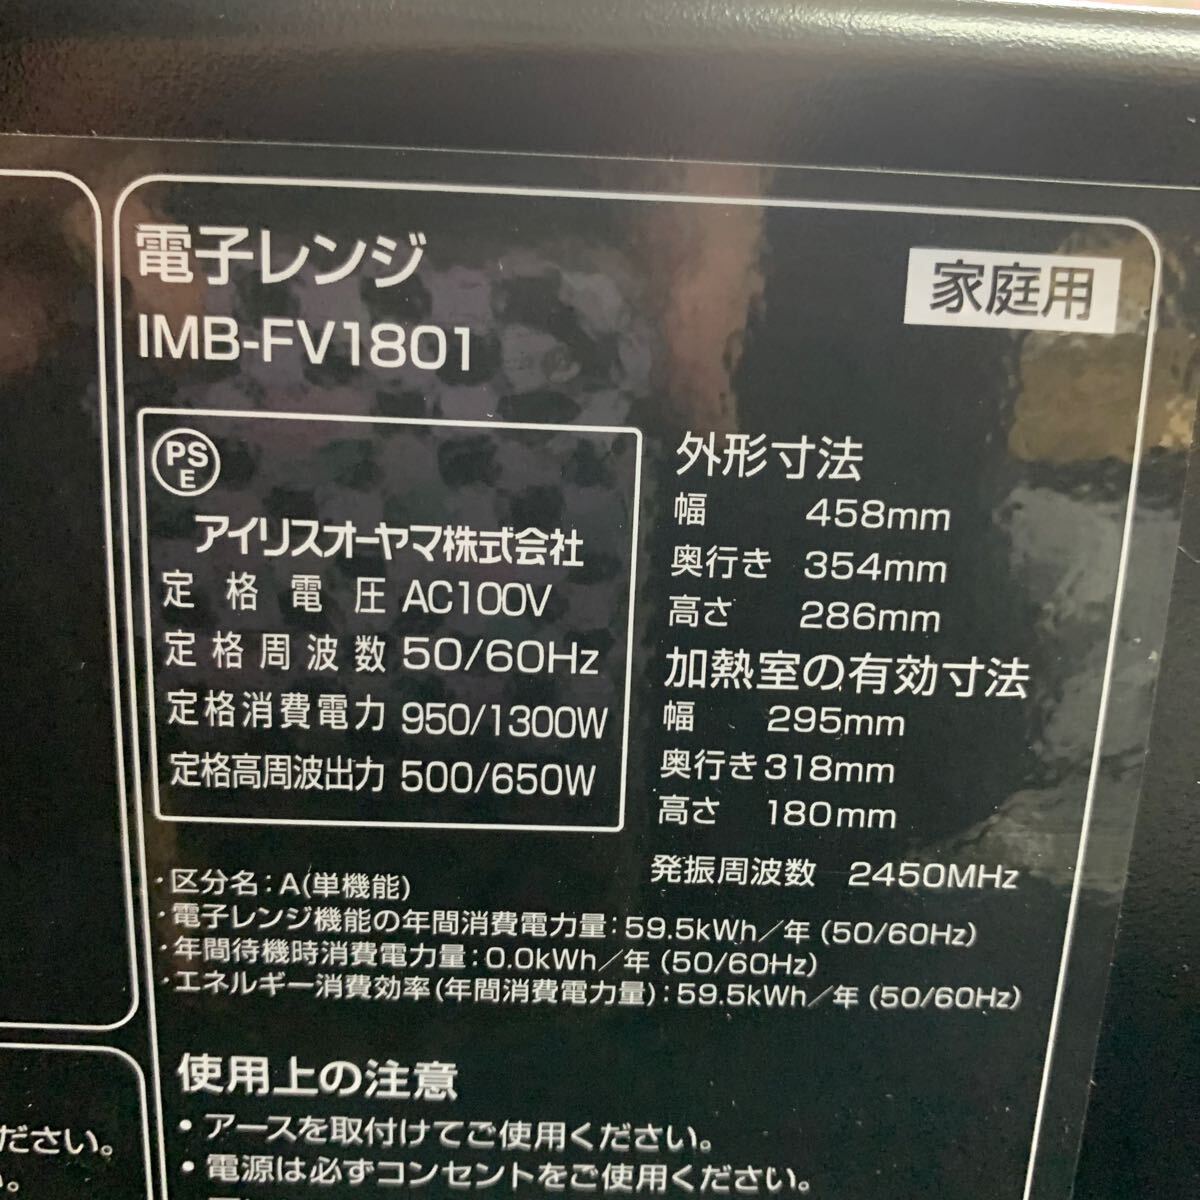 電子レンジ
IMB-FV1801
家庭用
PS
E
アイリスオーヤマ株式会社
定格電圧 AC100V
定格周波数 50/60Hz
定格消費電力 950/1300W
定格高周波出力 500/650W
外形寸法
幅 458mm
奥行き 354mm
高さ 286mm
加熱室の有効寸法
幅 295mm
奥行き 318mm
高さ 180mm
発振周波数 2450MHz
・区分名：A(単機能)
・電子レンジ機能の年間消費電力量：59.5kWh／年 (50/60Hz)
・年間待機時消費電力量：0.0kWh／年 (50/60Hz)
・エネルギー消費効率(年間消費電力量)：59.5kWh／年 (50/60Hz)
使用上の注意
• アースを取付けてご使用ください。
• 電源は必ずコンセントをご使用ください。
ださい。